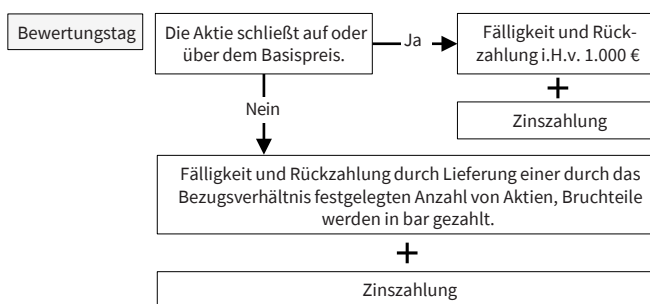 Bewertungstag
Die Aktie schließt auf oder
über dem Basispreis.
Ja
Fälligkeit und Rück-
zahlung i.H.v. 1.000 €
+
Zinszahlung
Nein
Fälligkeit und Rückzahlung durch Lieferung einer durch das
Bezugsverhältnis festgelegten Anzahl von Aktien, Bruchteile
werden in bar gezahlt.
+
Zinszahlung